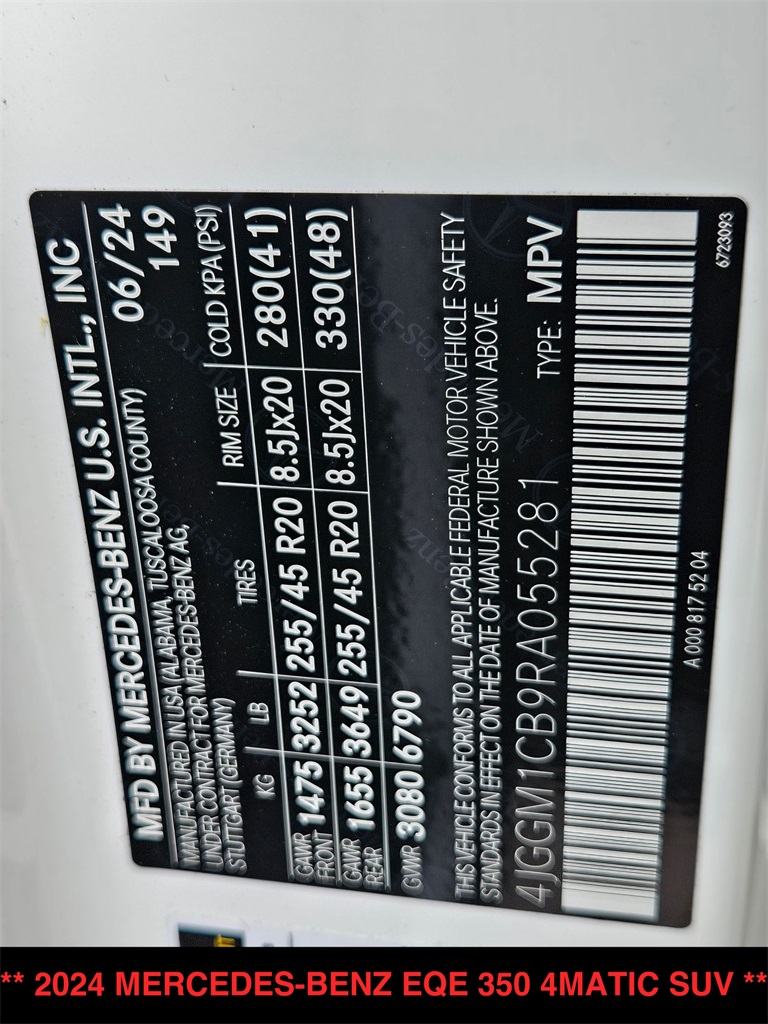 MFD BY MERCEDES-BENZ U.S. INTL., INC
MANUFACTURED IN USA (ALABAMA, TUSCALOOSA COUNTY) 06/24
UNDER CONTRACT FOR MERCEDES-BENZ AG, 149
STUTTGART (GERMANY)
KG LB TIRES RIM SIZE COLD KPA (PSI)
GAWR FRONT 1475 3252 255/45 R20 8.5Jx20 280(41)
GAWR REAR 1655 3649 255/45 R20 8.5Jx20 330(48)
GVWR 3080 6790
THIS VEHICLE CONFORMS TO ALL APPLICABLE FEDERAL MOTOR VEHICLE SAFETY
STANDARDS IN EFFECT ON THE DATE OF MANUFACTURE SHOWN ABOVE.
4JGGM1CB9RA055281 TYPE: MPV
A 000 817 52 04 6723093
** 2024 MERCEDES-BENZ EQE 350 4MATIC SUV **